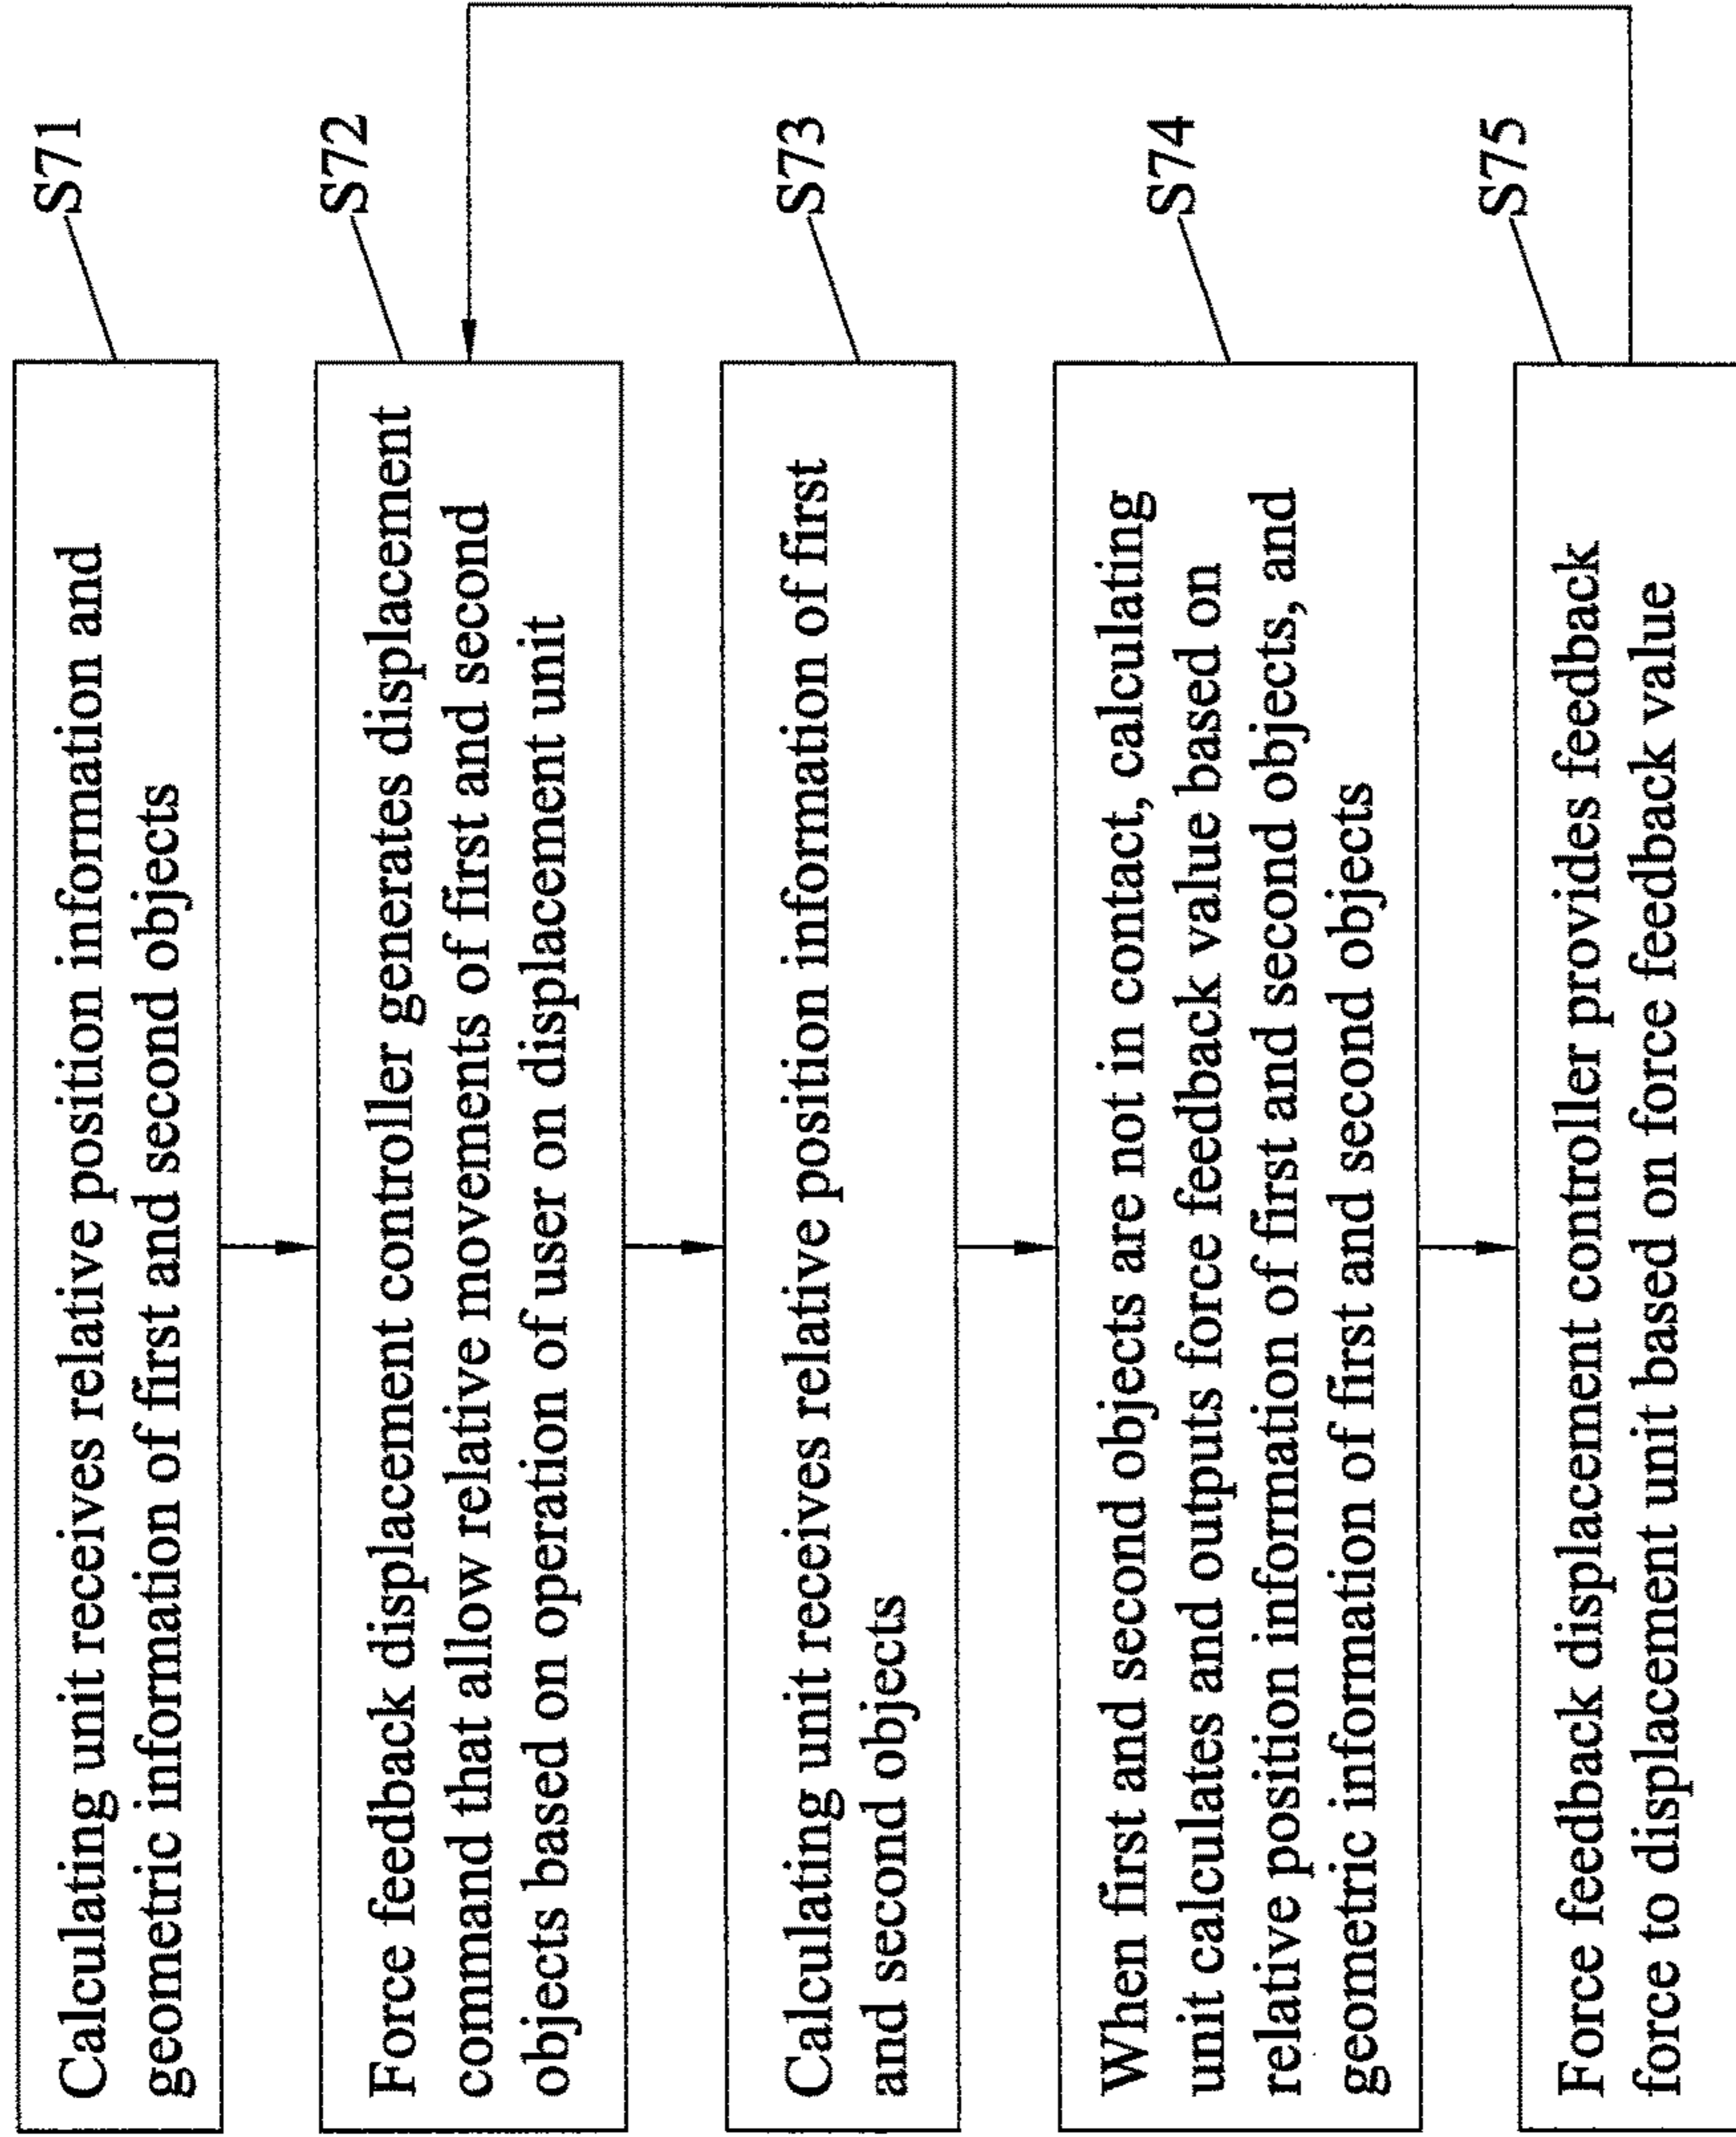 S71
Calculating unit receives relative position information and
geometric information of first and second objects
S72
Force feedback displacement controller generates displacement
command that allow relative movements of first and second
objects based on operation of user on displacement unit
S73
Calculating unit receives relative position information of first
and second objects
S74
When first and second objects are not in contact, calculating
unit calculates and outputs force feedback value based on
relative position information of first and second objects, and
geometric information of first and second objects
S75
Force feedback displacement controller provides feedback
force to displacement unit based on force feedback value